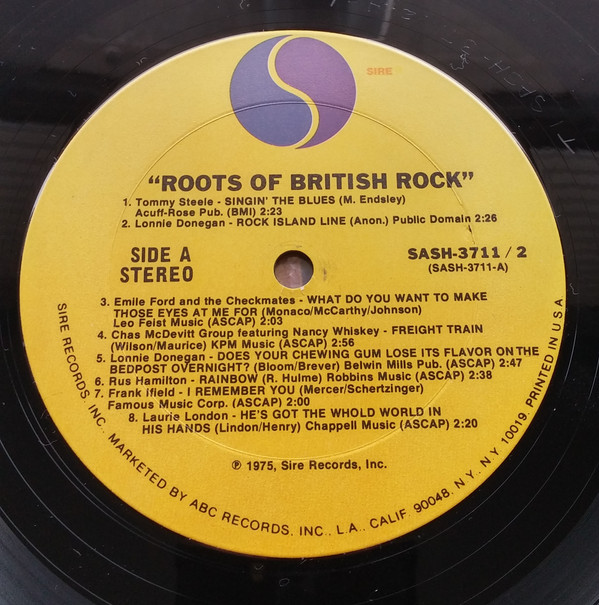 SIRE
"ROOTS OF BRITISH ROCK"
1. Tommy Steele - SINGIN' THE BLUES (M. Endsley)
Acuff-Rose Pub. (BMI) 2:23
2. Lonnie Donegan - ROCK ISLAND LINE (Anon.) Public Domain 2:26
SIDE A
STEREO
SASH-3711 / 2
(SASH-3711-A)
3. Emile Ford and the Checkmates - WHAT DO YOU WANT TO MAKE
THOSE EYES AT ME FOR (Monaco/McCarthy/Johnson)
Leo Feist Music (ASCAP) 2:03
4. Chas McDevitt Group featuring Nancy Whiskey - FREIGHT TRAIN
(Wilson/Maurice) KPM Music (ASCAP) 2:56
5. Lonnie Donegan - DOES YOUR CHEWING GUM LOSE ITS FLAVOR ON THE
BEDPOST OVERNIGHT? (Bloom/Brever) Belwin Mills Pub. (ASCAP) 2:47
6. Rus Hamilton - RAINBOW (R. Hulme) Robbins Music (ASCAP) 2:38
7. Frank Ifield - I REMEMBER YOU (Mercer/Schertzinger)
Famous Music Corp. (ASCAP) 2:00
8. Laurie London - HE'S GOT THE WHOLD WORLD IN
HIS HANDS (Lindon/Henry) Chappell Music (ASCAP) 2:20
℗ 1975, Sire Records, Inc.
SIRE RECORDS, INC., MARKETED BY ABC RECORDS, INC., L.A., CALIF. 90048. N.Y., N.Y. 10019. PRINTED IN U.S.A.